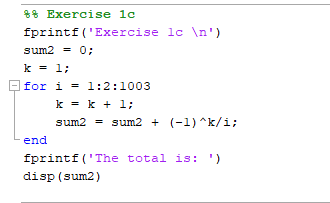 %% Exercise 1c
fprintf('Exercise 1c \n')
sum2 = 0;
k = 1;
for i = 1:2:1003
k = k + 1;
sum2 = sum2 + (-1)^k/i;
end
fprintf('The total is: ')
disp(sum2)